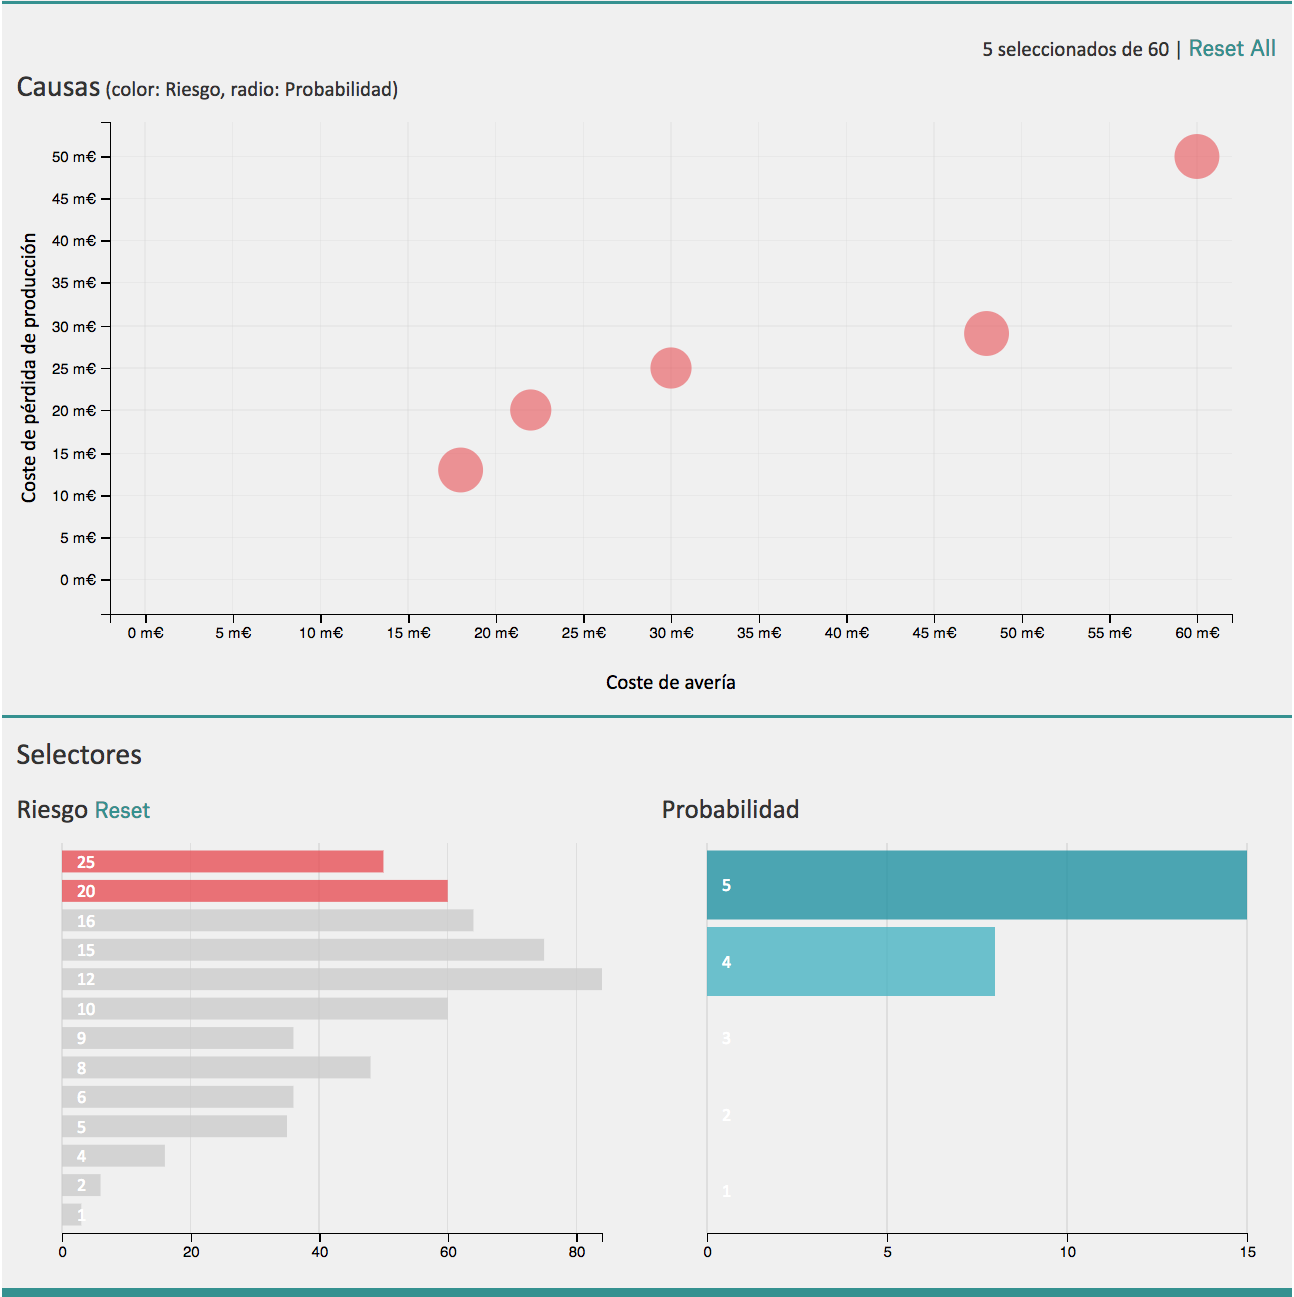 5 seleccionados de 60 | Reset All
Causas (color: Riesgo, radio: Probabilidad)
50 m€
45 m€
40 m€
35 m€
30 m€
25 m€
20 m€
15 m€
10 m€
5 m€
0 m€
Coste de pérdida de producción
0 m€ 5 m€ 10 m€ 15 m€ 20 m€ 25 m€ 30 m€ 35 m€ 40 m€ 45 m€ 50 m€ 55 m€ 60 m€
Coste de avería
Selectores
Riesgo Reset
25
20
16
15
12
10
9
8
6
5
4
2
1
0 20 40 60 80
Probabilidad
5
4
3
2
1
0 5 10 15